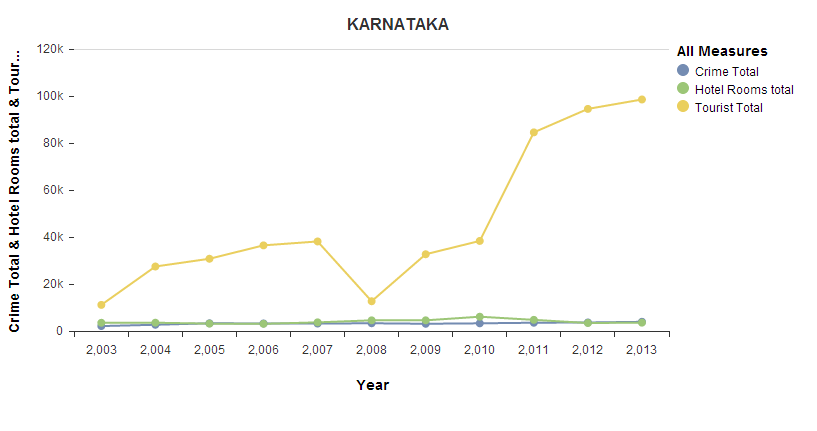 KARNATAKA
Crime Total & Hotel Rooms total & Tour...
120k
100k
80k
60k
40k
20k
0
2,003 2,004 2,005 2,006 2,007 2,008 2,009 2,010 2,011 2,012 2,013
Year
All Measures
Crime Total
Hotel Rooms total
Tourist Total